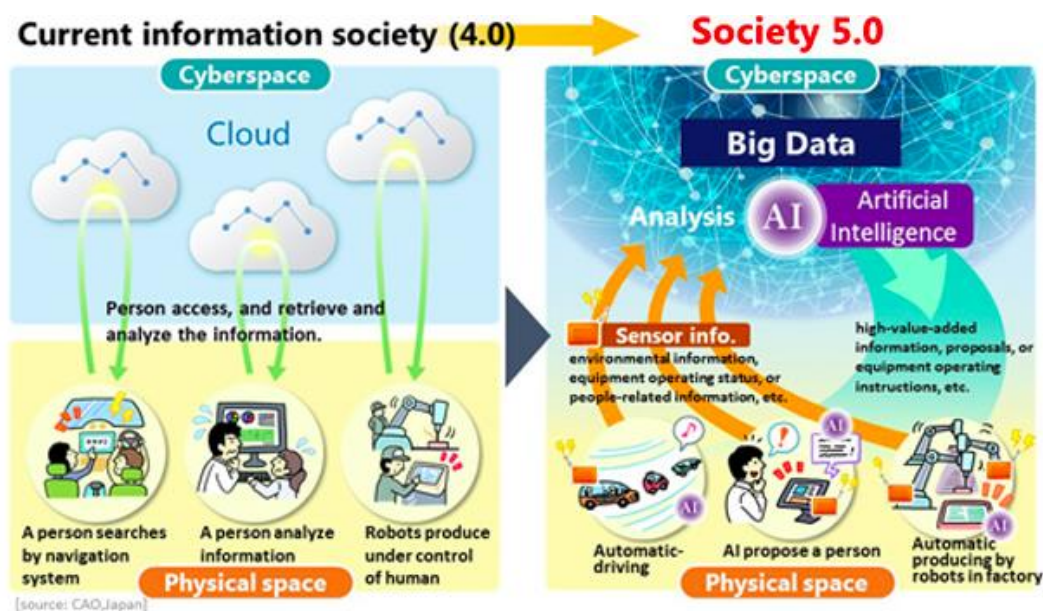 Current information society (4.0)
Society 5.0
Cyberspace
Cloud
Person access, and retrieve and
analyze the information.
A person searches
by navigation
system
A person analyze
information
Robots produce
under control
of human
Physical space
[source: CAO,Japan]
Cyberspace
Big Data
Analysis
AI
Artificial
Intelligence
Sensor info.
environmental information,
equipment operating status, or
people-related information, etc.
high-value-added
information, proposals, or
equipment operating
instructions, etc.
AI
AI
AI
Automatic-
driving
AI propose a person
Automatic
producing by
robots in factory
Physical space